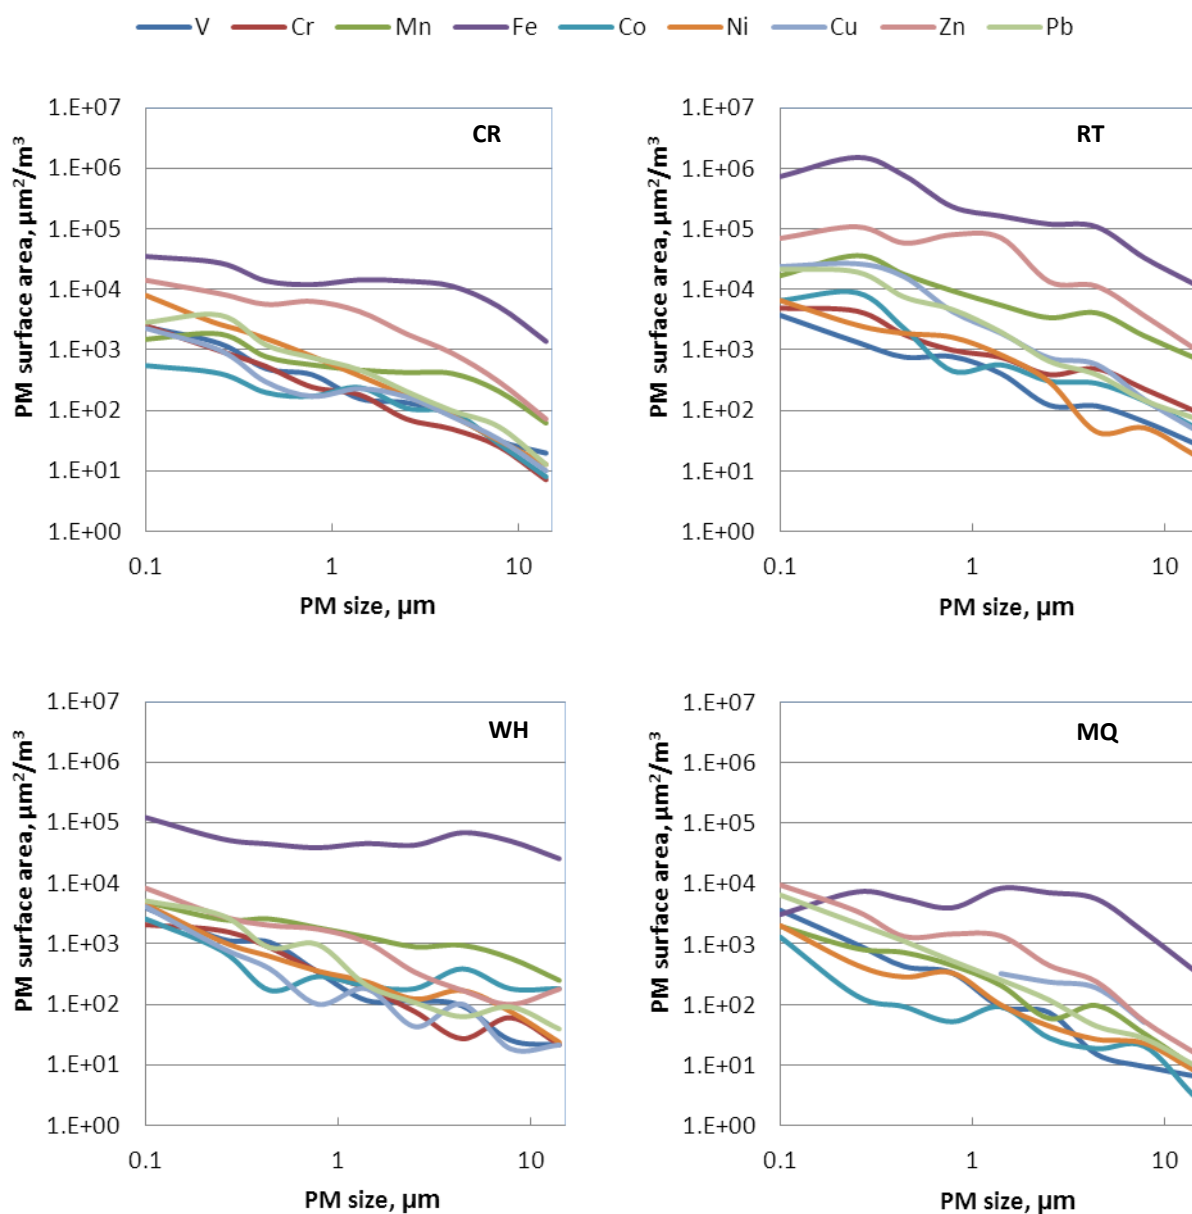 V Cr Mn Fe Co Ni Cu Zn Pb
CR
PM surface area, µm²/m³
1.E+07
1.E+06
1.E+05
1.E+04
1.E+03
1.E+02
1.E+01
1.E+00
0.1 1 10
PM size, µm
RT
PM surface area, µm²/m³
1.E+07
1.E+06
1.E+05
1.E+04
1.E+03
1.E+02
1.E+01
1.E+00
0.1 1 10
PM size, µm
WH
PM surface area, µm²/m³
1.E+07
1.E+06
1.E+05
1.E+04
1.E+03
1.E+02
1.E+01
1.E+00
0.1 1 10
PM size, µm
MQ
PM surface area, µm²/m³
1.E+07
1.E+06
1.E+05
1.E+04
1.E+03
1.E+02
1.E+01
1.E+00
0.1 1 10
PM size, µm